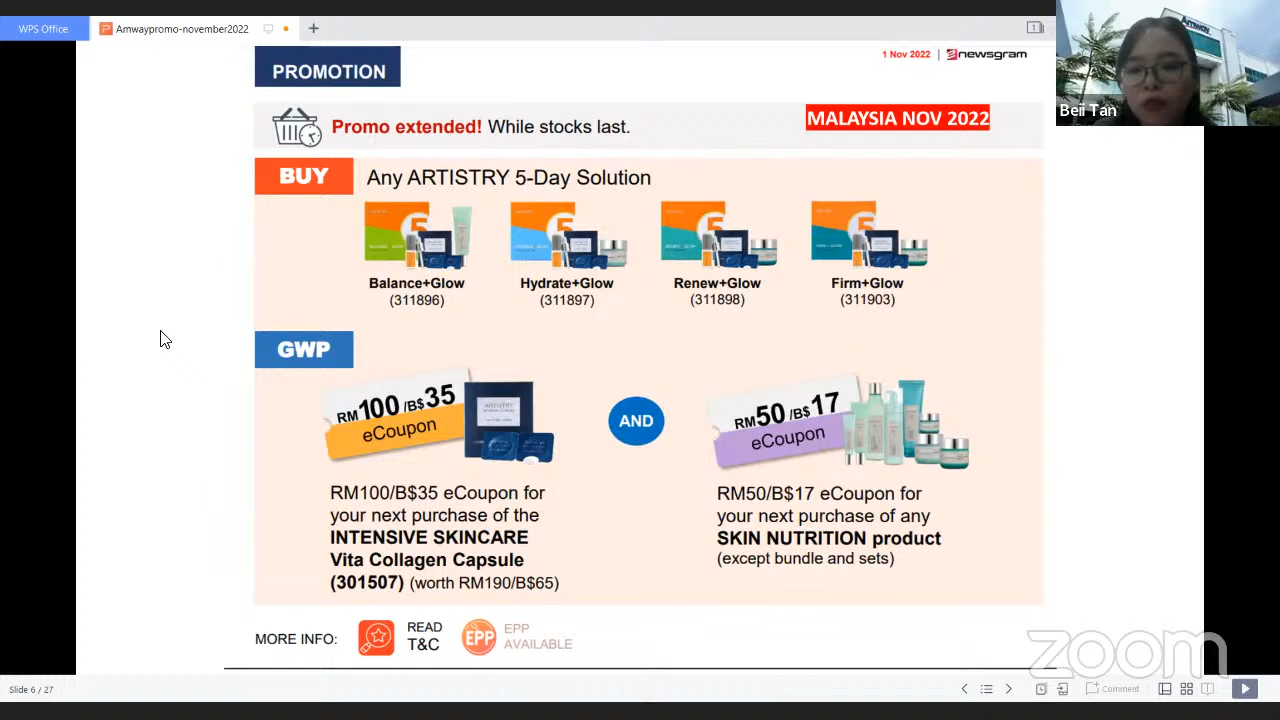 WPS Office
Amwaypromo-november2022
PROMOTION
1 Nov 2022 | newsgram
AMWAY
Beii Tan
Promo extended! While stocks last.
MALAYSIA NOV 2022
BUY Any ARTISTRY 5-Day Solution
Balance+Glow
(311896)
Hydrate+Glow
(311897)
Renew+Glow
(311898)
Firm+Glow
(311903)
GWP
RM100/B$35
eCoupon
AND
RM50/B$17
eCoupon
RM100/B$35 eCoupon for
your next purchase of the
INTENSIVE SKINCARE
Vita Collagen Capsule
(301507) (worth RM190/B$65)
RM50/B$17 eCoupon for
your next purchase of any
SKIN NUTRITION product
(except bundle and sets)
MORE INFO:
READ
T&C
EPP
EPP
AVAILABLE
zoom
Slide 6 / 27
Comment